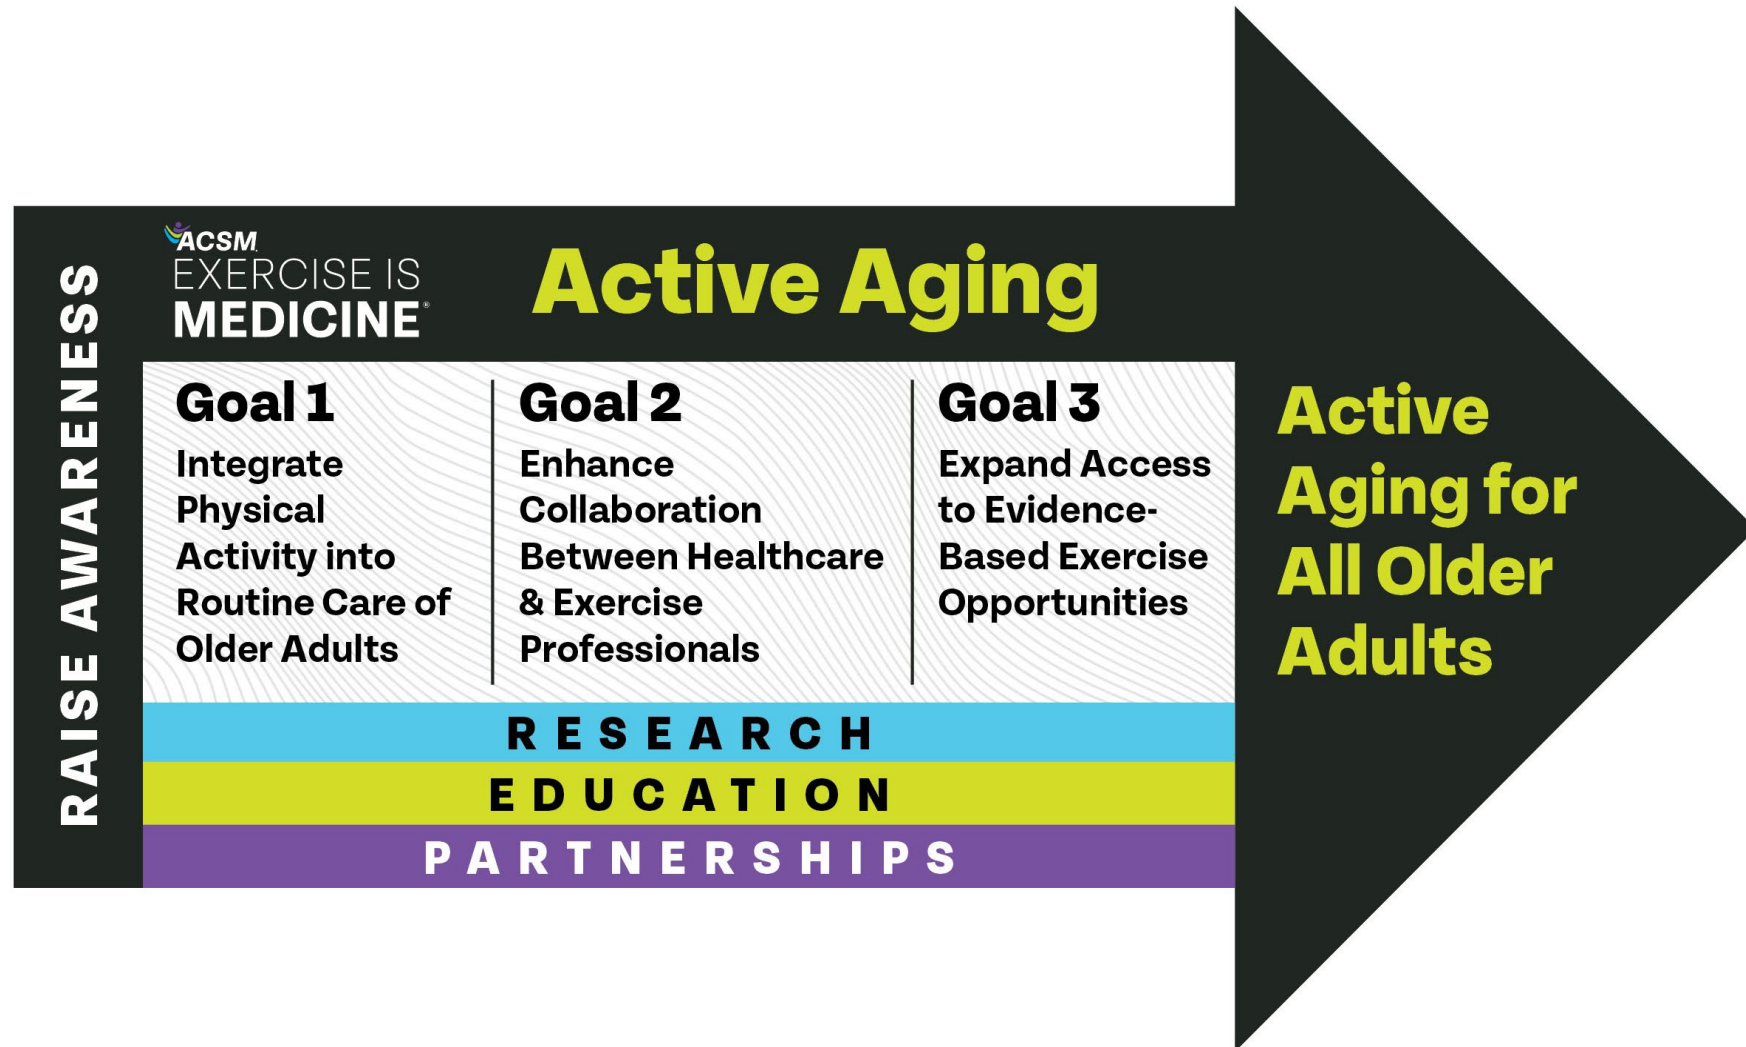 RAISE AWARENESS
ACSM
EXERCISE IS
MEDICINE®
Active Aging
Goal 1
Integrate
Physical
Activity into
Routine Care of
Older Adults
Goal 2
Enhance
Collaboration
Between Healthcare
& Exercise
Professionals
Goal 3
Expand Access
to Evidence-
Based Exercise
Opportunities
RESEARCH
EDUCATION
PARTNERSHIPS
Active
Aging for
All Older
Adults